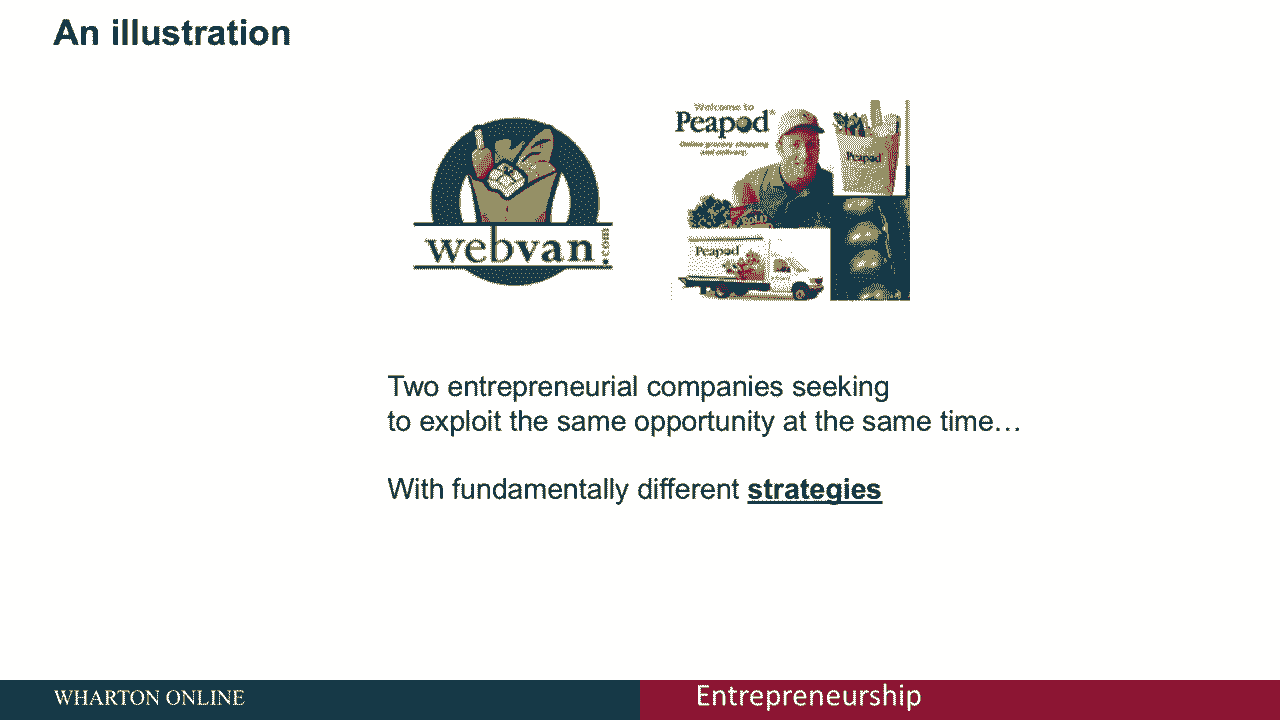 An illustration
webvan.com
Welcome to
Peapod
Online grocery shopping
and delivery.
Peapod
Peapod
Two entrepreneurial companies seeking
to exploit the same opportunity at the same time…
With fundamentally different strategies
WHARTON ONLINE
Entrepreneurship